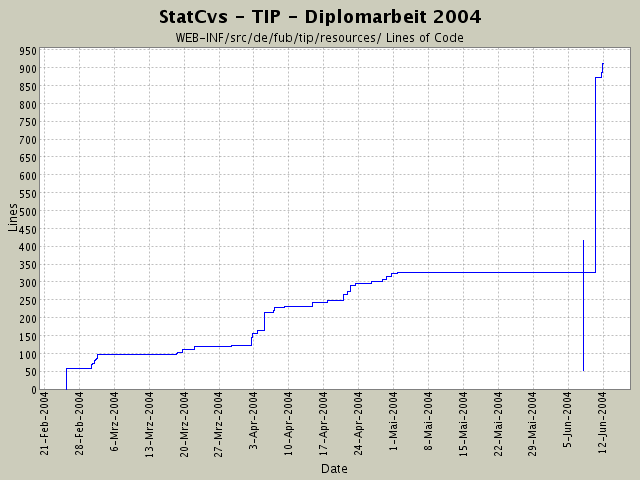 StatCvs - TIP - Diplomarbeit 2004
WEB-INF/src/de/fub/tip/resources/ Lines of Code
950
900
850
800
750
700
650
600
550
500
450
400
350
300
250
200
150
100
50
0
Lines
21-Feb-2004
28-Feb-2004
6-Mrz-2004
13-Mrz-2004
20-Mrz-2004
27-Mrz-2004
3-Apr-2004
10-Apr-2004
17-Apr-2004
24-Apr-2004
1-Mai-2004
8-Mai-2004
15-Mai-2004
22-Mai-2004
29-Mai-2004
5-Jun-2004
12-Jun-2004
Date